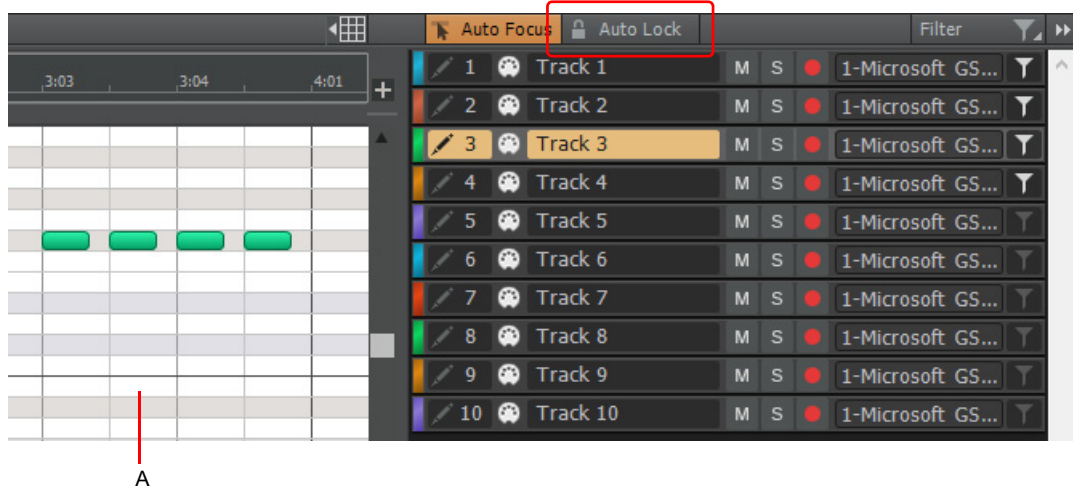 Auto Focus Auto Lock Filter
3:03 3:04 4:01
1 Track 1 M S 1-Microsoft GS...
2 Track 2 M S 1-Microsoft GS...
3 Track 3 M S 1-Microsoft GS...
4 Track 4 M S 1-Microsoft GS...
5 Track 5 M S 1-Microsoft GS...
6 Track 6 M S 1-Microsoft GS...
7 Track 7 M S 1-Microsoft GS...
8 Track 8 M S 1-Microsoft GS...
9 Track 9 M S 1-Microsoft GS...
10 Track 10 M S 1-Microsoft GS...
A